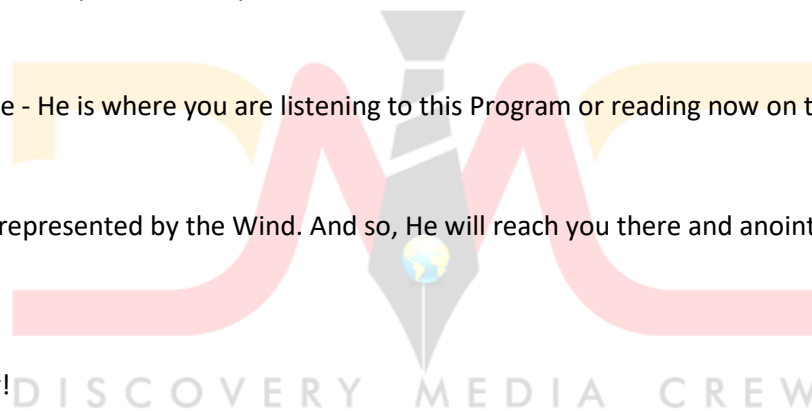 e - He is where you are listening to this Program or reading now on t
represented by the Wind. And so, He will reach you there and anoint
!
DISCOVERY MEDIA CREW